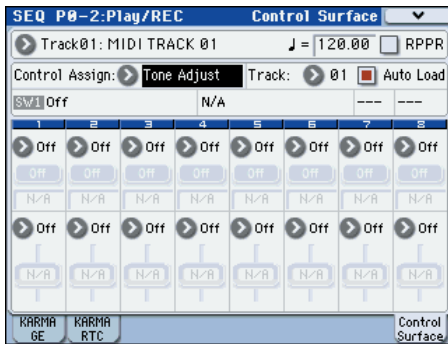 SEQ P0-2:Play/REC Control Surface
Track01: MIDI TRACK 01 ♩= 120.00 RPPR
Control Assign: Tone Adjust Track: 01 Auto Load
SW1 Off N/A --- ---
1 2 3 4 5 6 7 8
Off Off Off Off Off Off Off Off
Off Off Off Off Off Off Off Off
N/A N/A N/A N/A N/A N/A N/A N/A
Off Off Off Off Off Off Off Off
N/A N/A N/A N/A N/A N/A N/A N/A
KARMA GE KARMA RTC Control Surface